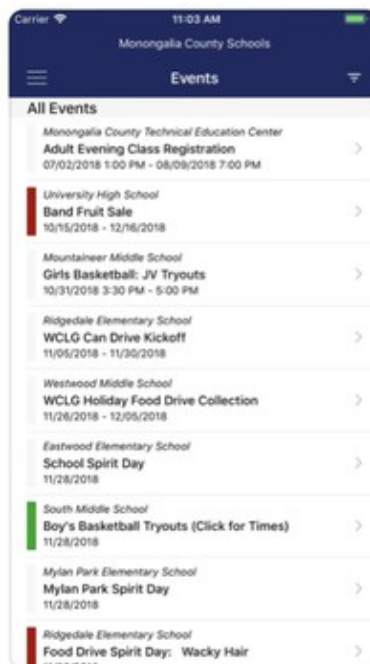 Carrier 11:03 AM
Monongalia County Schools
Events
All Events
Monongalia County Technical Education Center
Adult Evening Class Registration
07/02/2018 1:00 PM - 08/09/2018 7:00 PM
University High School
Band Fruit Sale
10/15/2018 - 12/16/2018
Mountaineer Middle School
Girls Basketball: JV Tryouts
10/31/2018 3:30 PM - 5:00 PM
Ridgedale Elementary School
WCLG Can Drive Kickoff
11/05/2018 - 11/30/2018
Westwood Middle School
WCLG Holiday Food Drive Collection
11/26/2018 - 12/05/2018
Eastwood Elementary School
School Spirit Day
11/28/2018
South Middle School
Boy's Basketball Tryouts (Click for Times)
11/28/2018
Mylan Park Elementary School
Mylan Park Spirit Day
11/28/2018
Ridgedale Elementary School
Food Drive Spirit Day: Wacky Hair